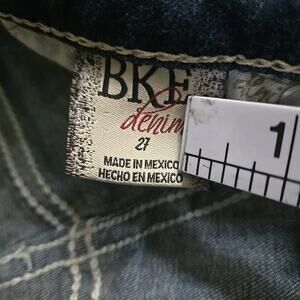 BKE
denim
27
MADE IN MEXICO
HECHO EN MEXICO
1